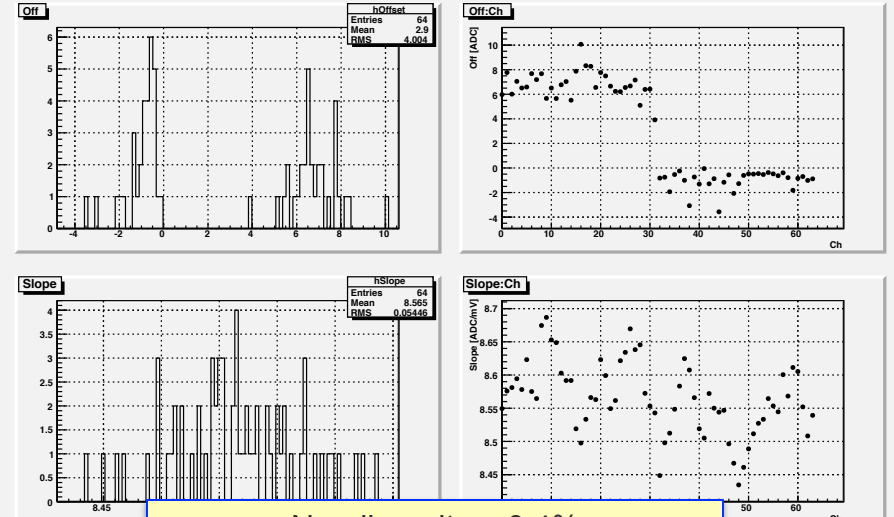 Off
hOffset
Entries 64
Mean 2.9
RMS 4.004
6
5
4
3
2
1
0
-4 -2 0 2 4 6 8 10
Off:Ch
Off [ADC]
10
8
6
4
2
0
-2
-4
0 10 20 30 40 50 60
Ch
Slope
hSlope
Entries 64
Mean 8.565
RMS 0.05446
4
3.5
3
2.5
2
1.5
1
0.5
0
8.45
Slope:Ch
Slope [ADC/mV]
8.7
8.65
8.6
8.55
8.5
8.45
50 60